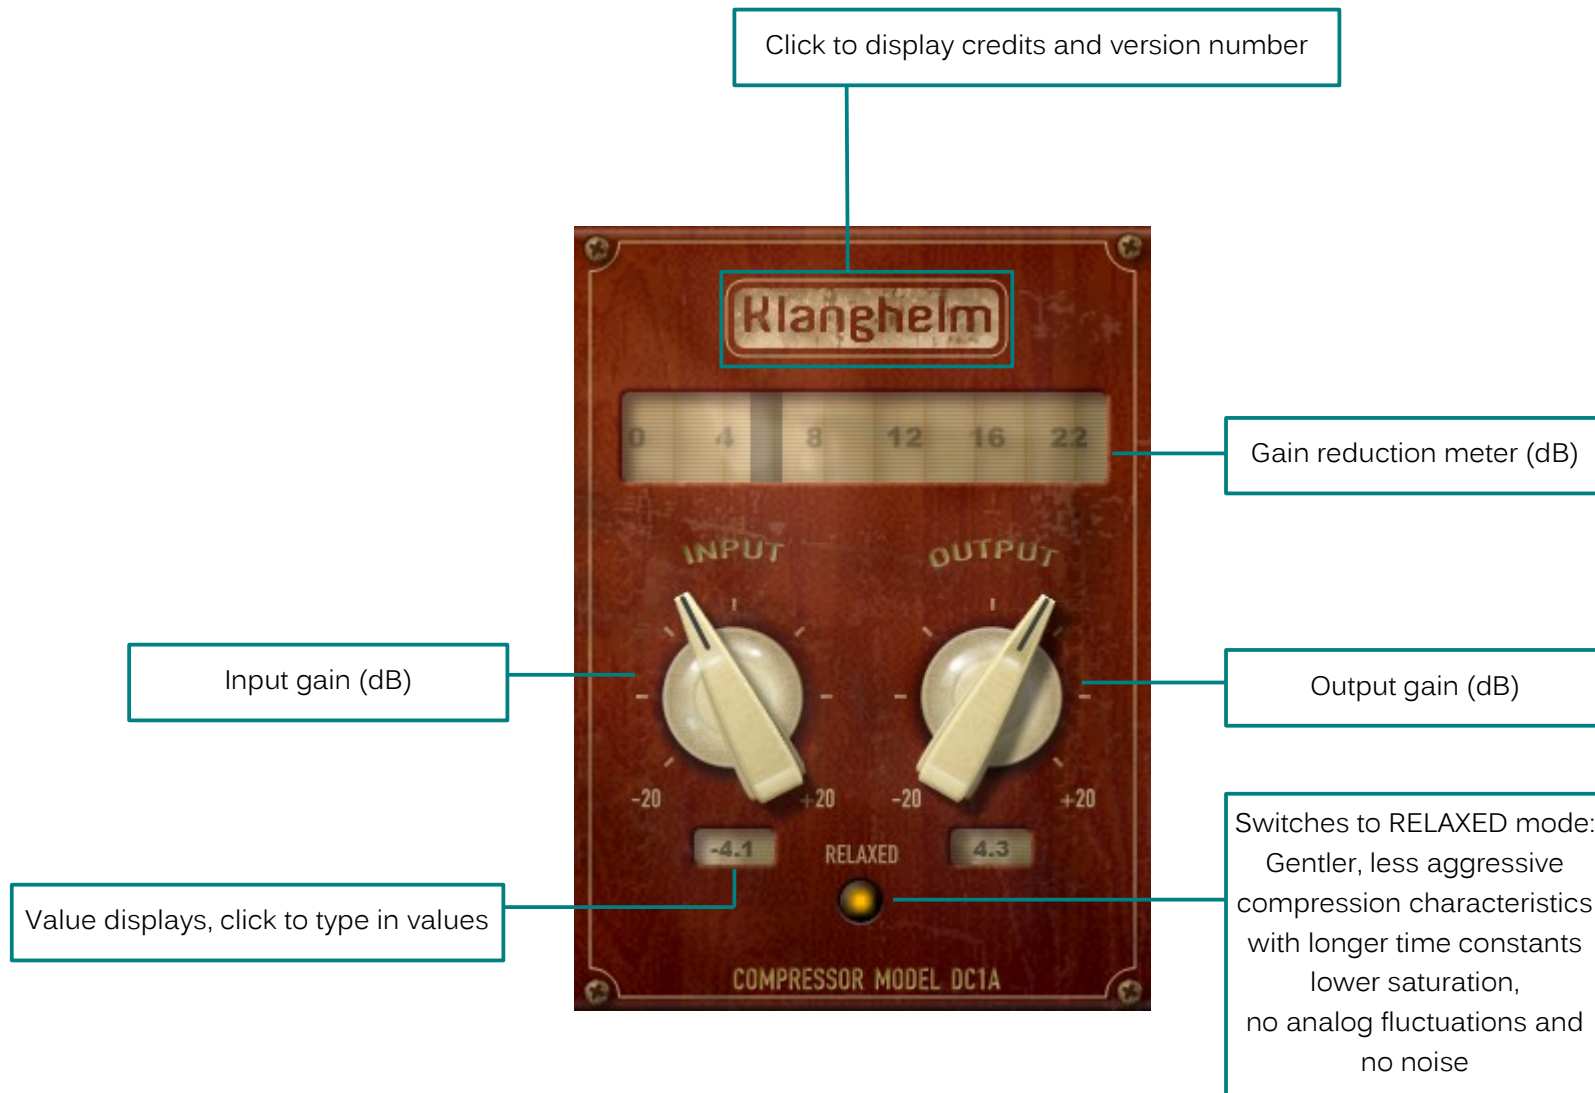 Click to display credits and version number
Klanghelm
0 4 8 12 16 22
Gain reduction meter (dB)
INPUT OUTPUT
Input gain (dB)
Output gain (dB)
-20 +20 -20 +20
-4.1 RELAXED 4.3
Value displays, click to type in values
Switches to RELAXED mode:
Gentler, less aggressive
compression characteristics
with longer time constants
lower saturation,
no analog fluctuations and
no noise
COMPRESSOR MODEL DC1A